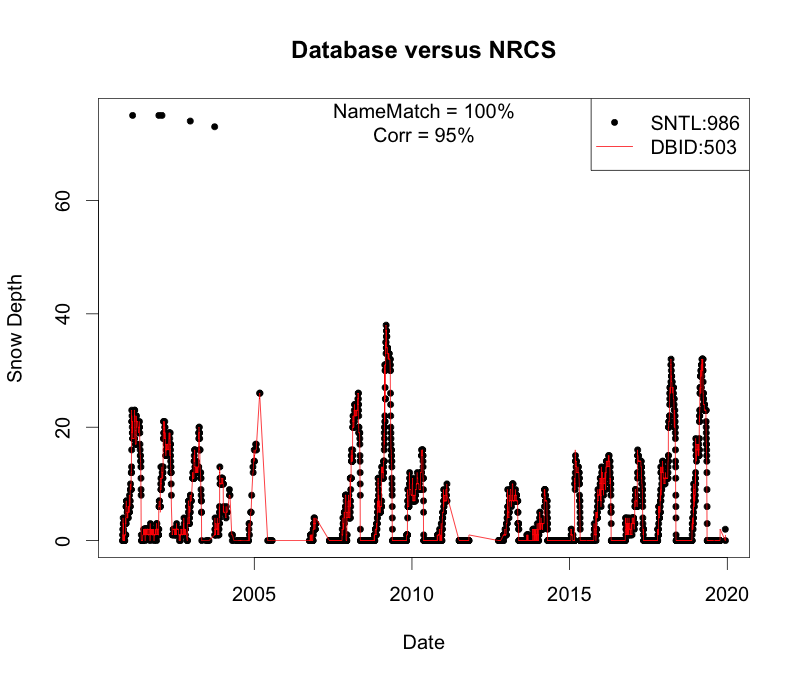 Database versus NRCS
NameMatch = 100%
Corr = 95%
SNTL:986
DBID:503
60
40
20
0
Snow Depth
2005
2010
2015
2020
Date